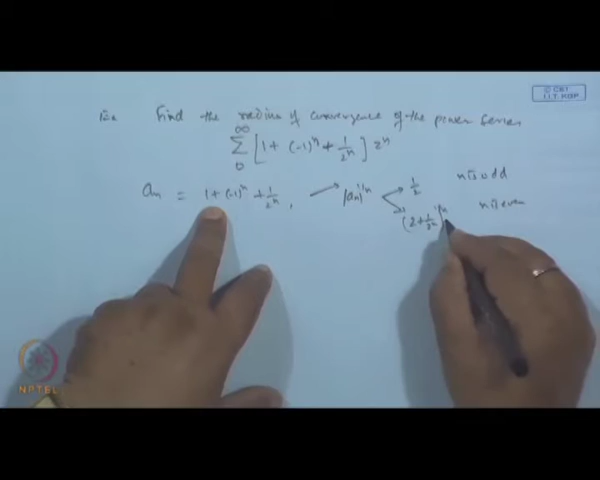 Ex Find the radius of convergence of the power series
∞
∑ [1 + (-1)^n + 1/2^n] z^n
0
a_n = 1 + (-1)^n + 1/2^n , → |a_n|^{1/n} 1/2 n is odd
(2 + 1/2^n)^{1/n} n is even
© CET
I.I.T. KGP
NPTEL